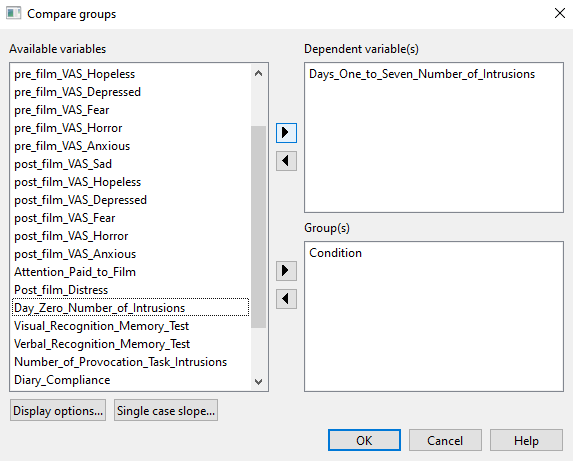 Compare groups
Available variables
pre_film_VAS_Hopeless
pre_film_VAS_Depressed
pre_film_VAS_Fear
pre_film_VAS_Horror
pre_film_VAS_Anxious
post_film_VAS_Sad
post_film_VAS_Hopeless
post_film_VAS_Depressed
post_film_VAS_Fear
post_film_VAS_Horror
post_film_VAS_Anxious
Attention_Paid_to_Film
Post_film_Distress
Day_Zero_Number_of_Intrusions
Visual_Recognition_Memory_Test
Verbal_Recognition_Memory_Test
Number_of_Provocation_Task_Intrusions
Diary_Compliance
Dependent variable(s)
Days_One_to_Seven_Number_of_Intrusions
Group(s)
Condition
Display options...
Single case slope...
OK
Cancel
Help